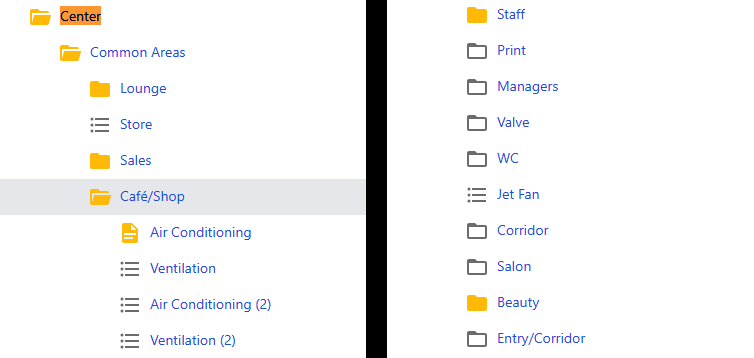 Center
Common Areas
Lounge
Store
Sales
Café/Shop
Air Conditioning
Ventilation
Air Conditioning (2)
Ventilation (2)
Staff
Print
Managers
Valve
WC
Jet Fan
Corridor
Salon
Beauty
Entry/Corridor